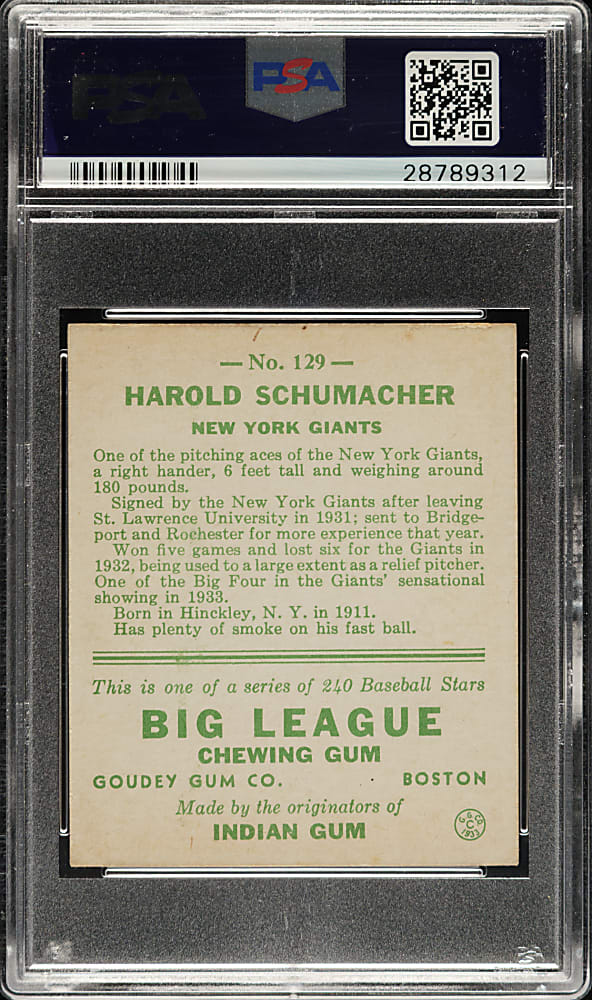 PSA
PSA
28789312
— No. 129 —
HAROLD SCHUMACHER
NEW YORK GIANTS
One of the pitching aces of the New York Giants,
a right hander, 6 feet tall and weighing around
180 pounds.
Signed by the New York Giants after leaving
St. Lawrence University in 1931; sent to Bridge-
port and Rochester for more experience that year.
Won five games and lost six for the Giants in
1932, being used to a large extent as a relief pitcher.
One of the Big Four in the Giants' sensational
showing in 1933.
Born in Hinckley, N. Y. in 1911.
Has plenty of smoke on his fast ball.
This is one of a series of 240 Baseball Stars
BIG LEAGUE
CHEWING GUM
GOUDEY GUM CO. BOSTON
Made by the originators of
INDIAN GUM
G. G. CO.
C
1933